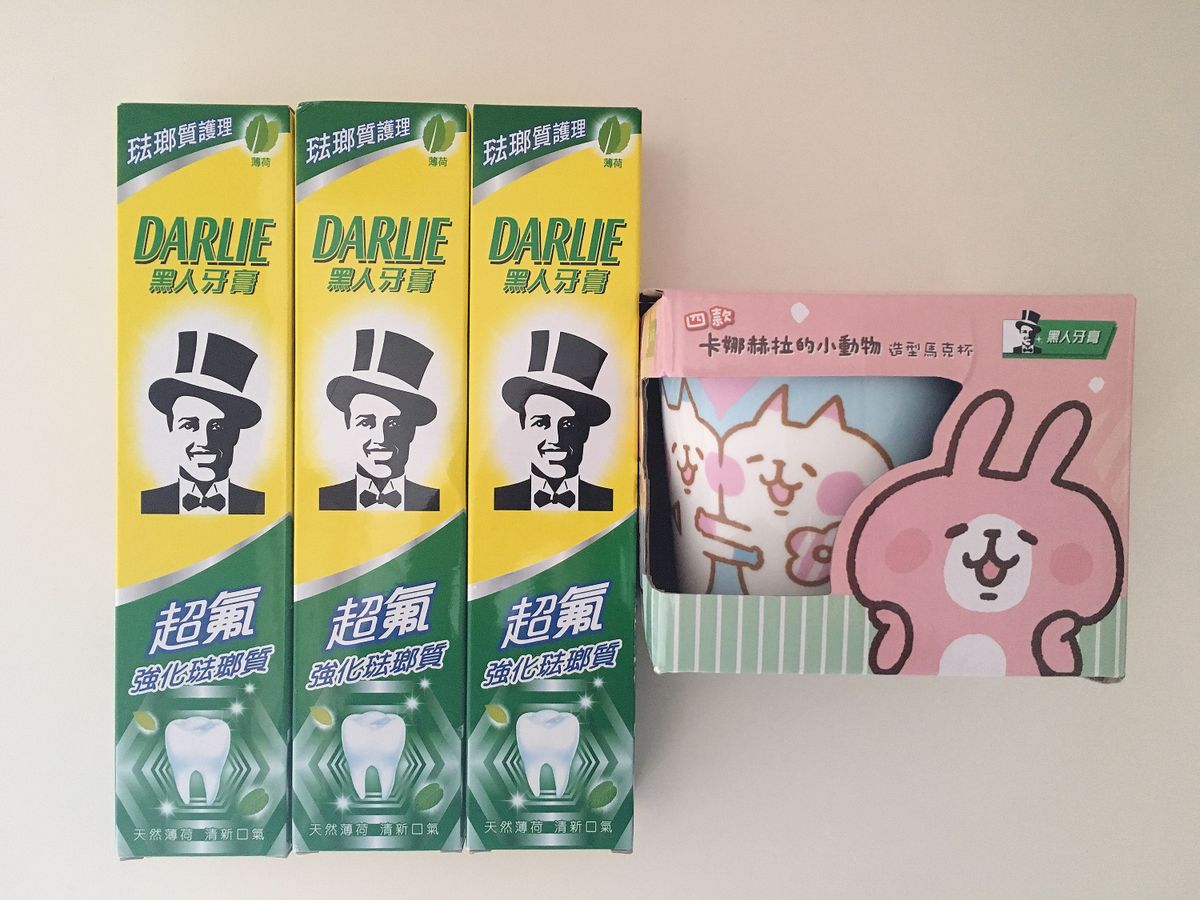 琺瑯質護理
薄荷
DARLIE
黑人牙膏
超氟
強化琺瑯質
天然薄荷 清新口氣
琺瑯質護理
薄荷
DARLIE
黑人牙膏
超氟
強化琺瑯質
天然薄荷 清新口氣
琺瑯質護理
薄荷
DARLIE
黑人牙膏
超氟
強化琺瑯質
天然薄荷 清新口氣
四款
卡娜赫拉的小動物 造型馬克杯
黑人牙膏